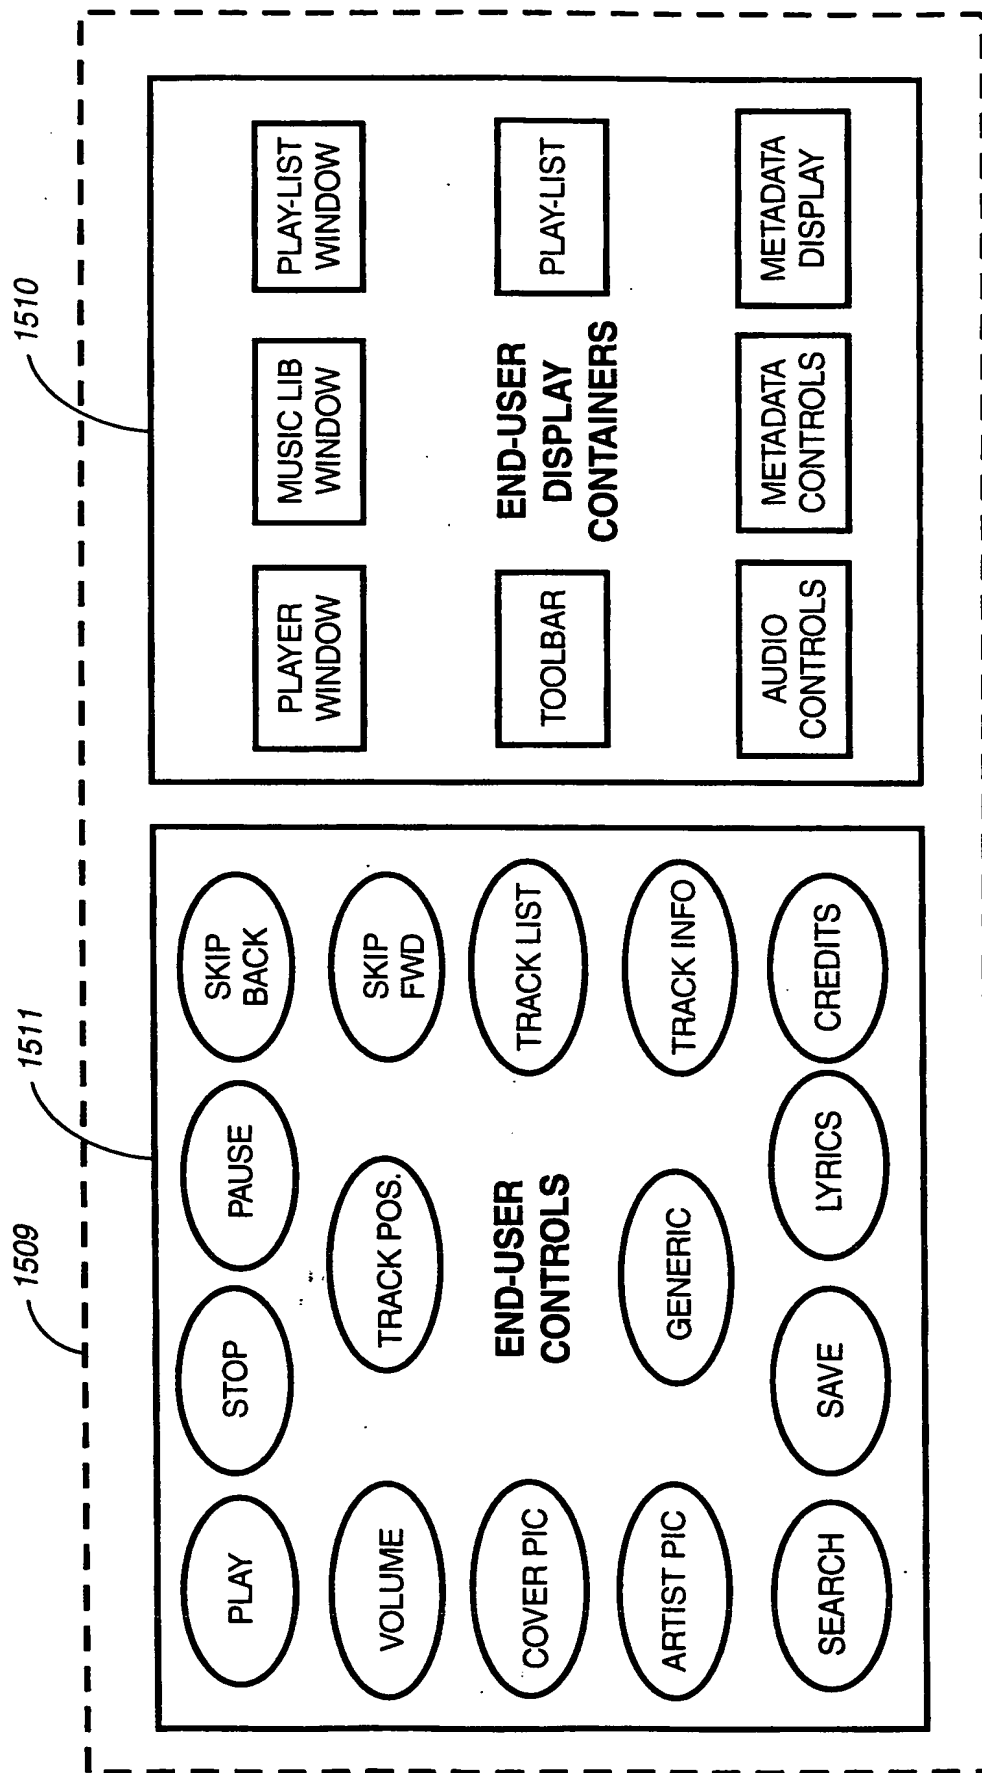 1509
1511
1510
PLAY
STOP
PAUSE
SKIP
BACK
VOLUME
TRACK POS.
SKIP
FWD
COVER PIC
END-USER
CONTROLS
TRACK LIST
ARTIST PIC
GENERIC
TRACK INFO
SEARCH
SAVE
LYRICS
CREDITS
PLAYER
WINDOW
MUSIC LIB
WINDOW
PLAY-LIST
WINDOW
TOOLBAR
END-USER
DISPLAY
CONTAINERS
PLAY-LIST
AUDIO
CONTROLS
METADATA
CONTROLS
METADATA
DISPLAY